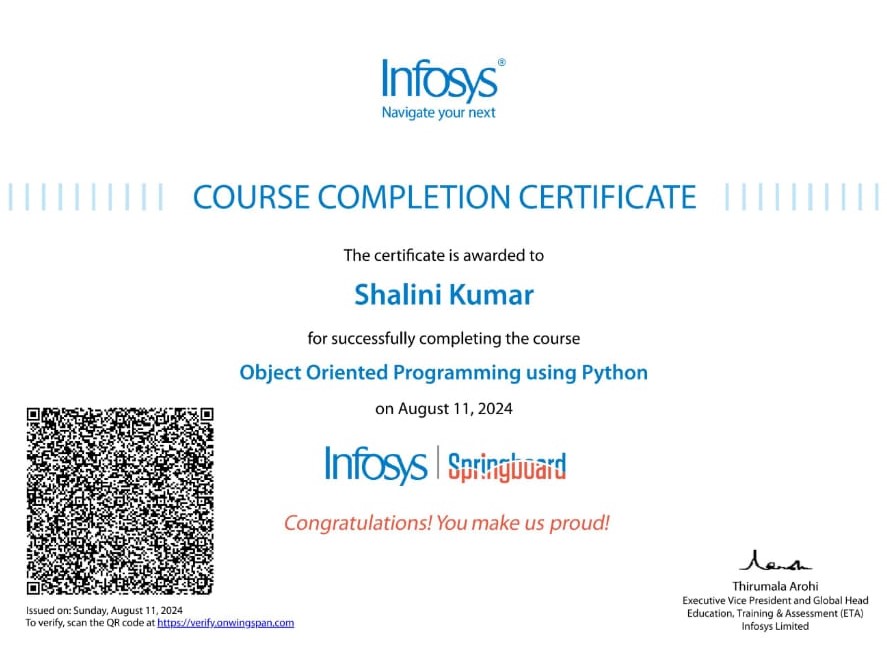 Infosys®
Navigate your next
COURSE COMPLETION CERTIFICATE
The certificate is awarded to
Shalini Kumar
for successfully completing the course
Object Oriented Programming using Python
on August 11, 2024
Infosys | Springboard
Congratulations! You make us proud!
Issued on: Sunday, August 11, 2024
To verify, scan the QR code at https://verify.onwingspan.com
Thirumala Arohi
Executive Vice President and Global Head
Education, Training & Assessment (ETA)
Infosys Limited